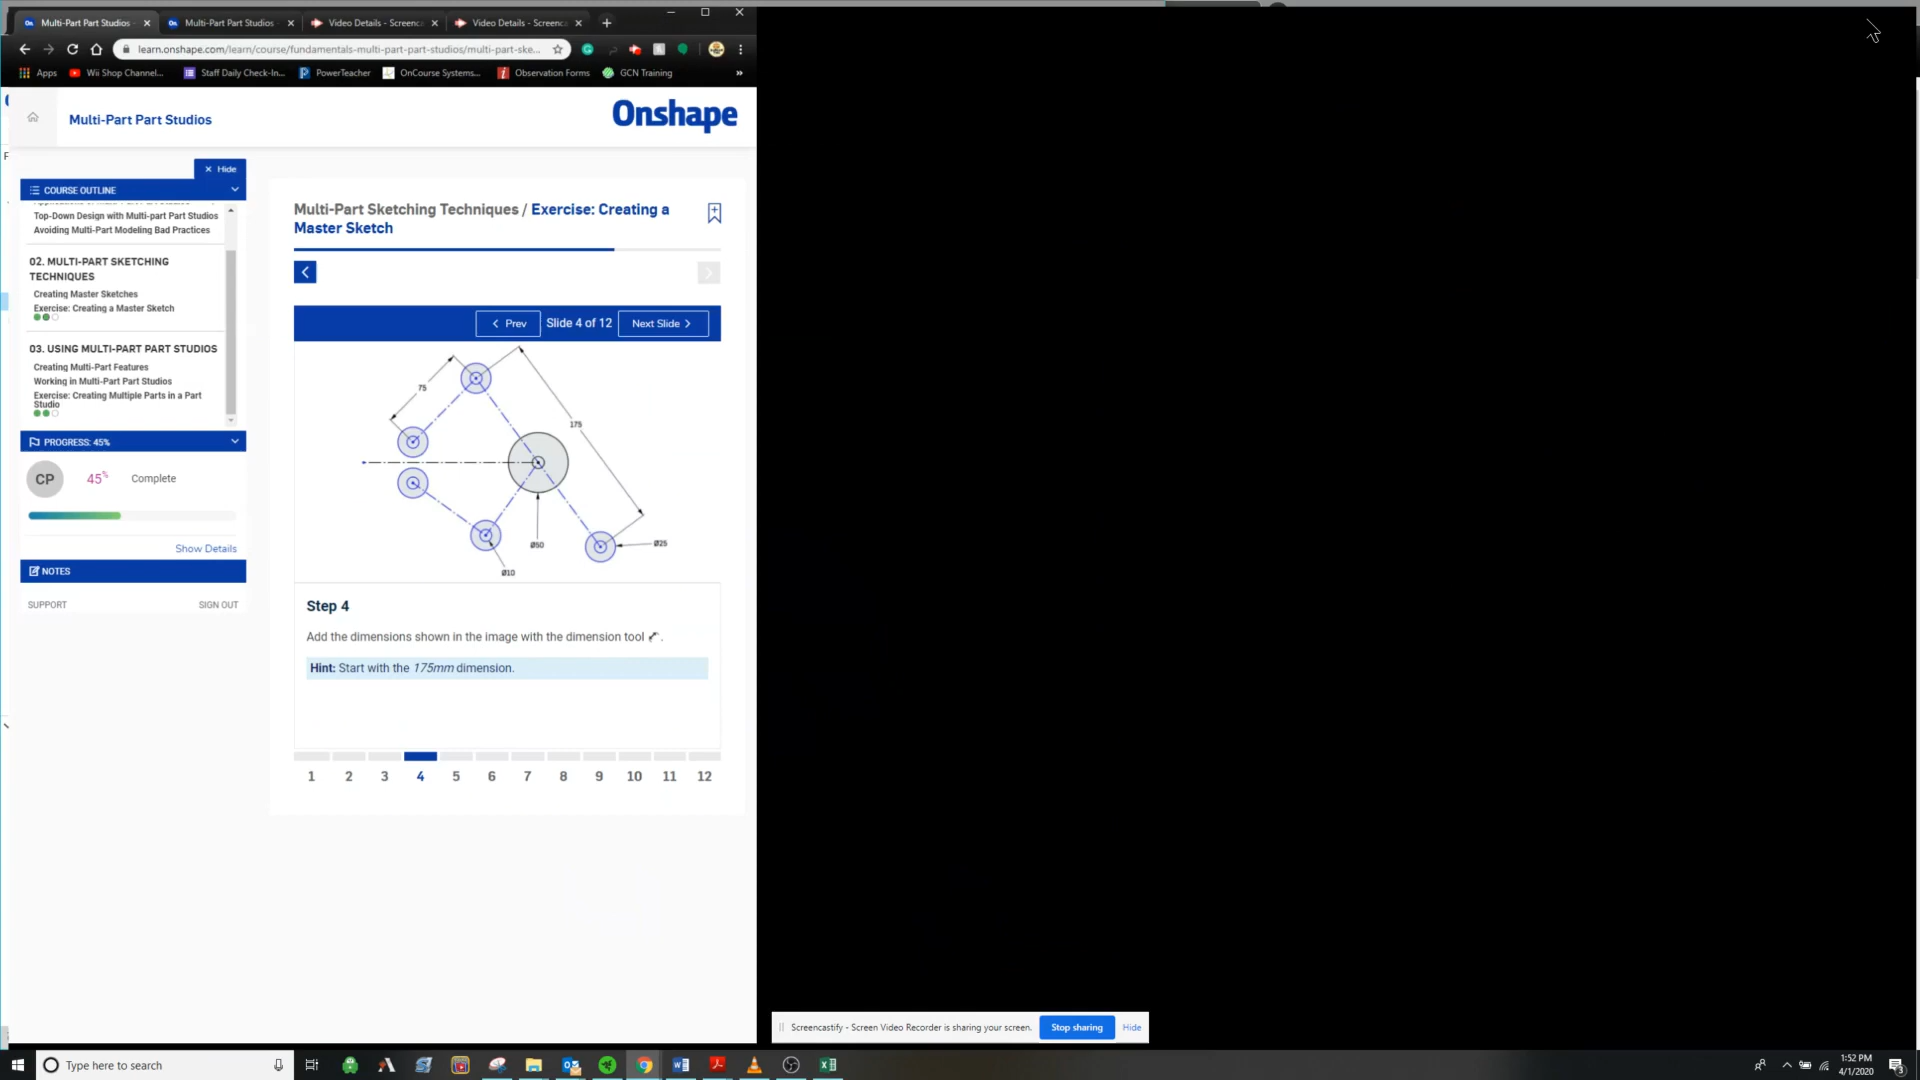 Multi-Part Part Studios -
Multi-Part Part Studios
Video Details - Screenca
Video Details - Screenca
learn.onshape.com/learn/course/fundamentals-multi-part-part-studios/multi-part-ske...
Apps
Wii Shop Channel...
Staff Daily Check-In...
PowerTeacher
OnCourse Systems...
Observation Forms
GCN Training
»
Multi-Part Part Studios
Onshape
× Hide
COURSE OUTLINE
Top-Down Design with Multi-part Part Studios
Avoiding Multi-Part Modeling Bad Practices
02. MULTI-PART SKETCHING
TECHNIQUES
Creating Master Sketches
Exercise: Creating a Master Sketch
03. USING MULTI-PART PART STUDIOS
Creating Multi-Part Features
Working in Multi-Part Part Studios
Exercise: Creating Multiple Parts in a Part
Studio
PROGRESS: 45%
CP
45%
Complete
Show Details
NOTES
SUPPORT
SIGN OUT
Multi-Part Sketching Techniques / Exercise: Creating a
Master Sketch
Prev
Slide 4 of 12
Next Slide
75
175
Ø50
Ø25
Ø10
Step 4
Add the dimensions shown in the image with the dimension tool .
Hint: Start with the 175mm dimension.
1 2 3 4 5 6 7 8 9 10 11 12
Screencastify - Screen Video Recorder is sharing your screen.
Stop sharing
Hide
Type here to search
1:52 PM
4/1/2020
3